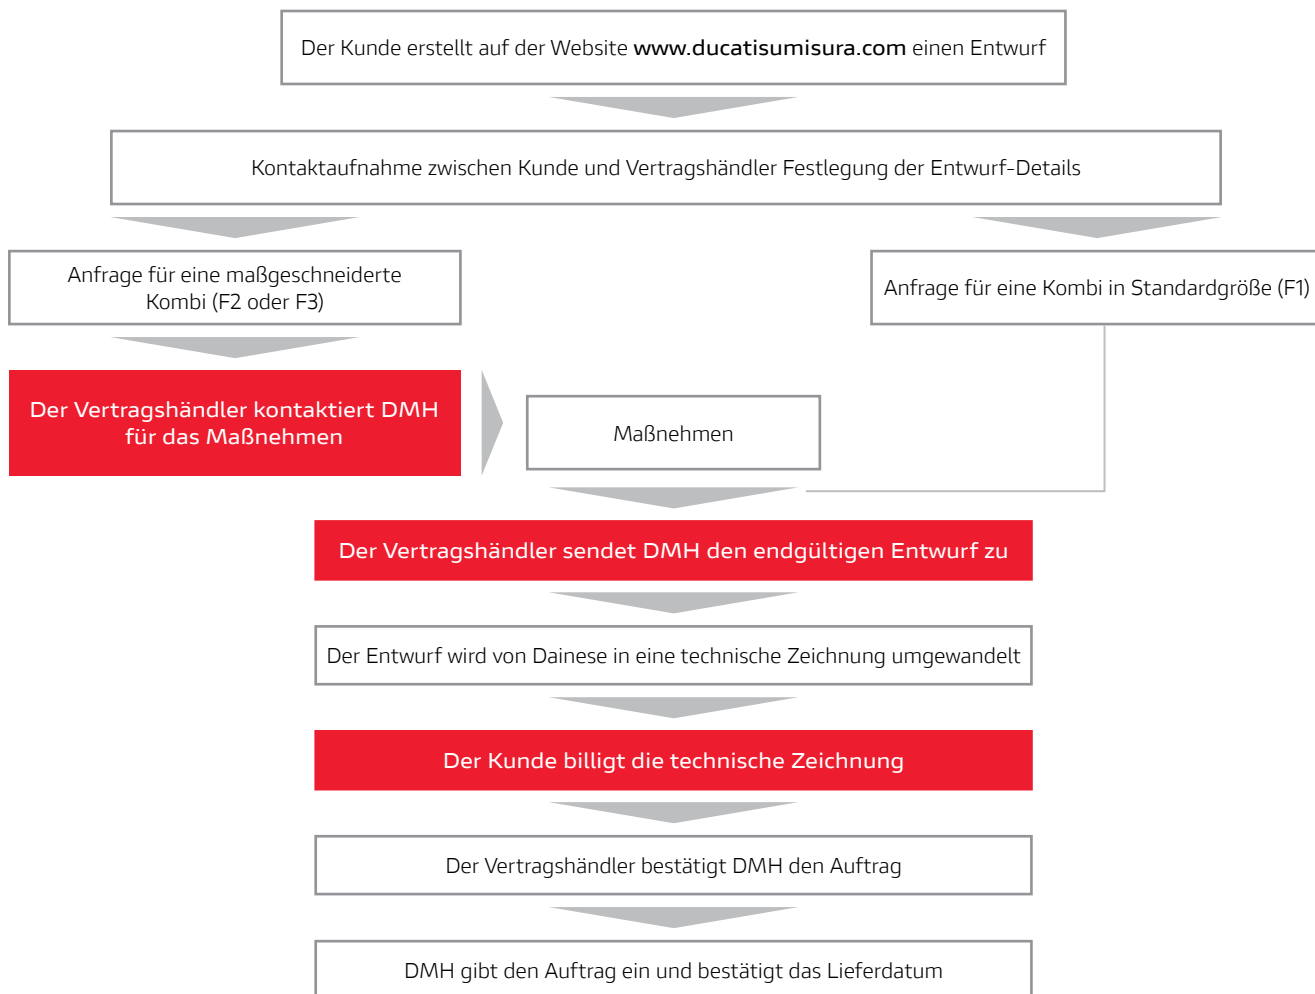 Der Kunde erstellt auf der Website www.ducatisumisura.com einen Entwurf
Kontaktaufnahme zwischen Kunde und Vertragshändler Festlegung der Entwurf-Details
Anfrage für eine maßgeschneiderte
Kombi (F2 oder F3)
Anfrage für eine Kombi in Standardgröße (F1)
Der Vertragshändler kontaktiert DMH
für das Maßnehmen
Maßnehmen
Der Vertragshändler sendet DMH den endgültigen Entwurf zu
Der Entwurf wird von Dainese in eine technische Zeichnung umgewandelt
Der Kunde billigt die technische Zeichnung
Der Vertragshändler bestätigt DMH den Auftrag
DMH gibt den Auftrag ein und bestätigt das Lieferdatum